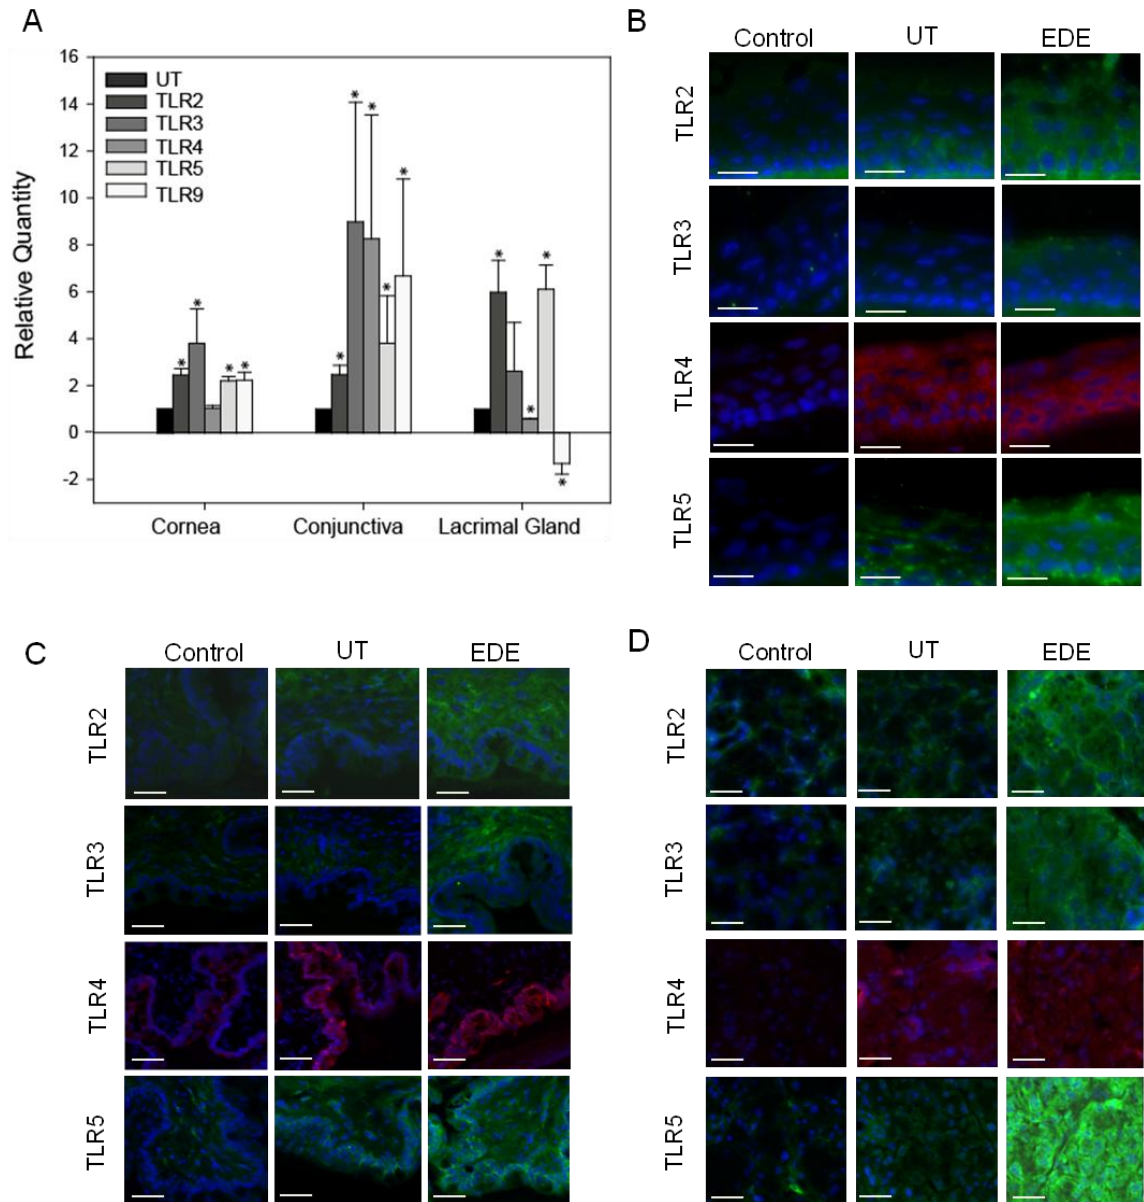 A
16
14
12
10
8
6
4
2
0
-2
Relative Quantity
UT
TLR2
TLR3
TLR4
TLR5
TLR9
* * * *
* * * * *
* * * *
Cornea Conjunctiva Lacrimal Gland
B
Control UT EDE
TLR2
TLR3
TLR4
TLR5
C
Control UT EDE
TLR2
TLR3
TLR4
TLR5
D
Control UT EDE
TLR2
TLR3
TLR4
TLR5